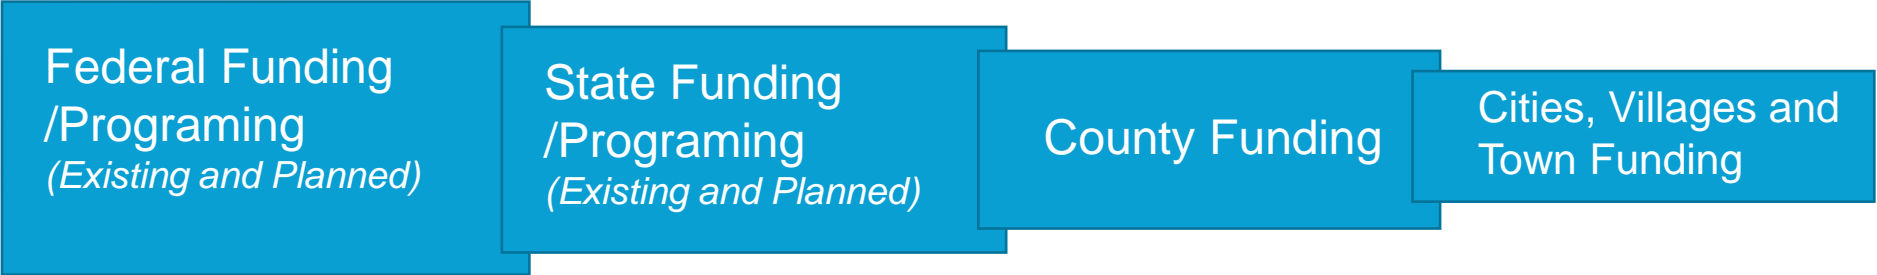 Federal Funding
/Programing
(Existing and Planned)
State Funding
/Programing
(Existing and Planned)
County Funding
Cities, Villages and
Town Funding